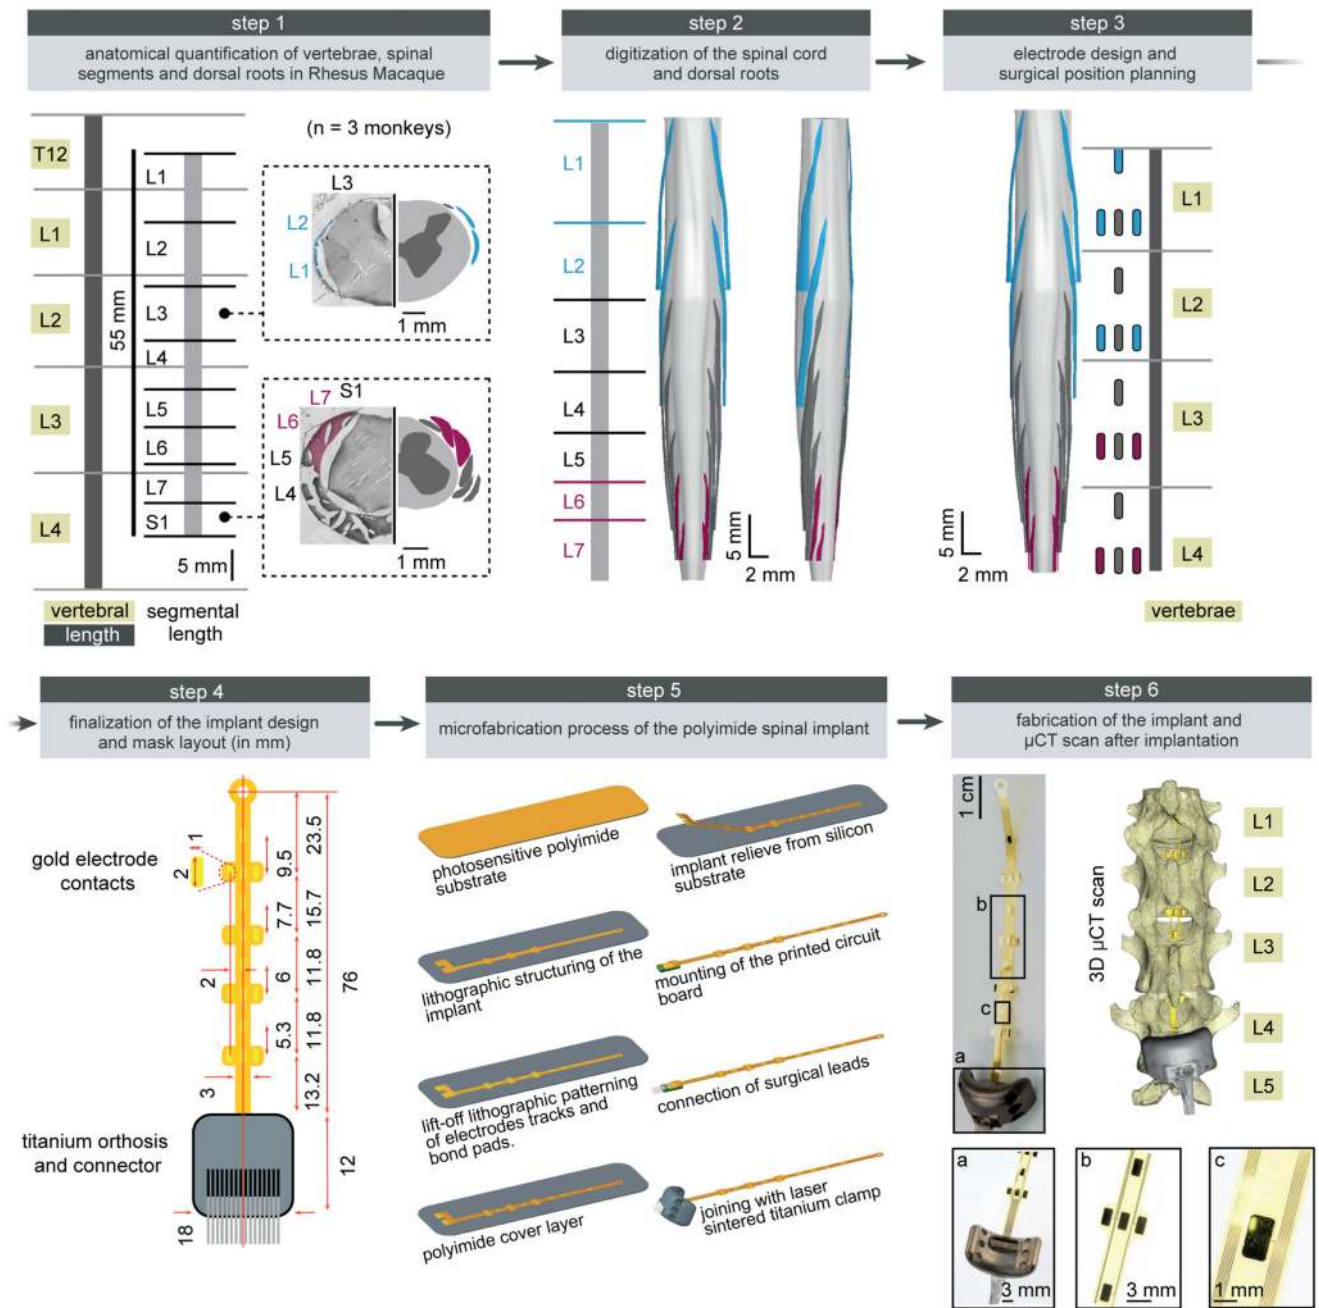 step 1
anatomical quantification of vertebrae, spinal
segments and dorsal roots in Rhesus Macaque
step 2
digitization of the spinal cord
and dorsal roots
step 3
electrode design and
surgical position planning
(n = 3 monkeys)
T12
L1
L2
L3
L4
55 mm
L1
L2
L3
L4
L5
L6
L7
S1
5 mm
vertebral
length
segmental
length
L3
L2
L1
1 mm
L7
S1
L6
L5
L4
1 mm
L1
L2
L3
L4
L5
L6
L7
5 mm
2 mm
5 mm
2 mm
L1
L2
L3
L4
vertebrae
step 4
finalization of the implant design
and mask layout (in mm)
step 5
microfabrication process of the polyimide spinal implant
step 6
fabrication of the implant and
μCT scan after implantation
gold electrode
contacts
1
2
2
3
9.5
7.7
6
5.3
23.5
15.7
11.8
11.8
13.2
76
12
18
titanium orthosis
and connector
photosensitive polyimide
substrate
lithographic structuring of the
implant
lift-off lithographic patterning
of electrodes tracks and
bond pads.
polyimide cover layer
implant relieve from silicon
substrate
mounting of the printed circuit
board
connection of surgical leads
joining with laser
sintered titanium clamp
1 cm
b
c
a
3D μCT scan
L1
L2
L3
L4
L5
a
3 mm
b
3 mm
c
1 mm